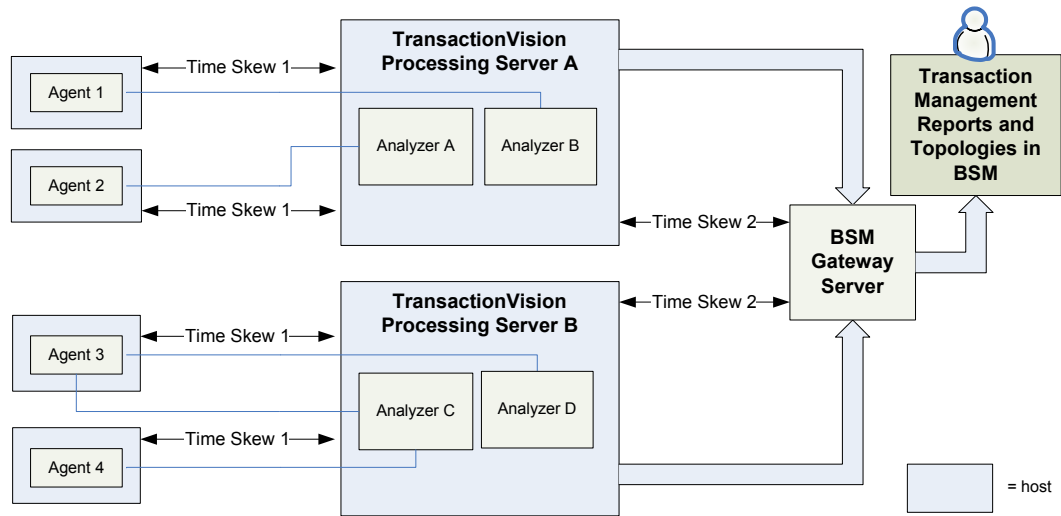 TransactionVision
Processing Server A
Time Skew 1
Agent 1
Analyzer A
Analyzer B
Agent 2
Time Skew 1
Time Skew 2
Transaction
Management
Reports and
Topologies in
BSM
BSM
Gateway
Server
TransactionVision
Processing Server B
Time Skew 2
Time Skew 1
Agent 3
Analyzer C
Analyzer D
Time Skew 1
Agent 4
= host